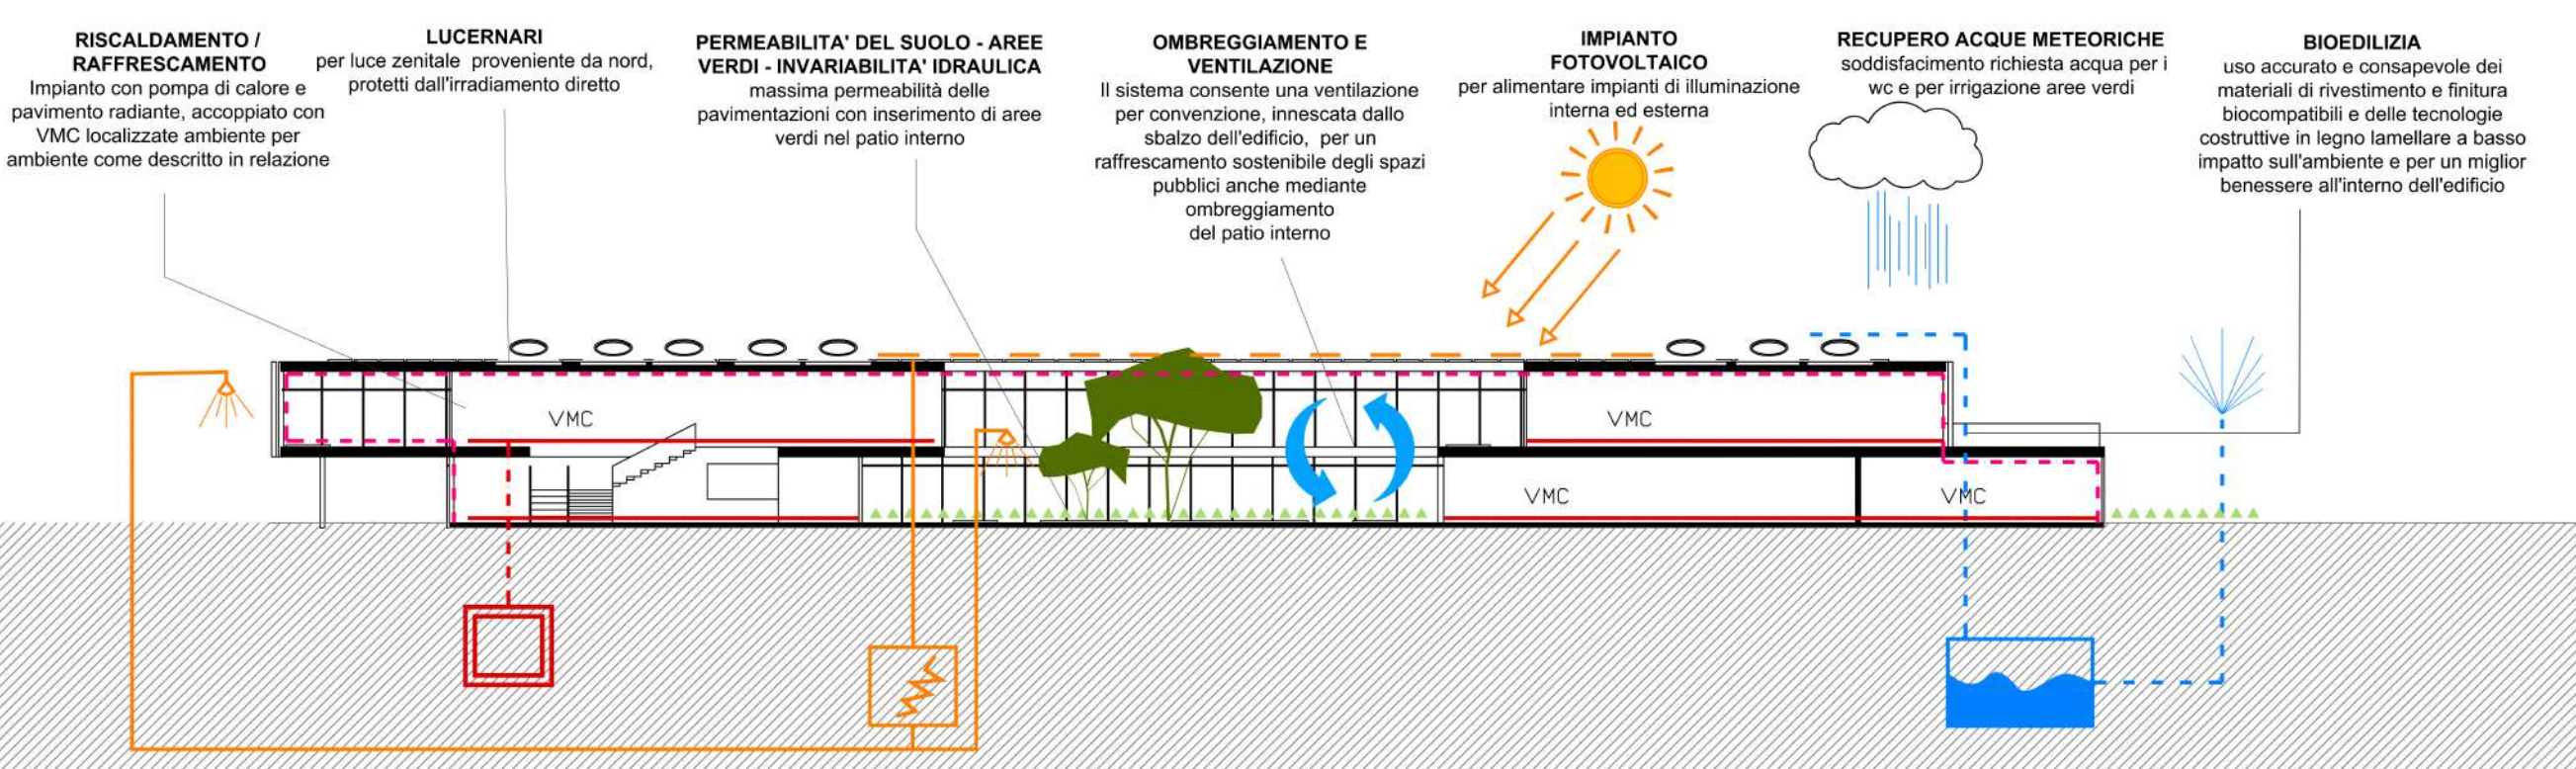 RISCALDAMENTO /
RAFFRESCAMENTO
Impianto con pompa di calore e
pavimento radiante, accoppiato con
VMC localizzate ambiente per
ambiente come descritto in relazione
LUCERNARI
per luce zenitale proveniente da nord,
protetti dall'irradiamento diretto
PERMEABILITA' DEL SUOLO - AREE
VERDI - INVARIABILITA' IDRAULICA
massima permeabilità delle
pavimentazioni con inserimento di aree
verdi nel patio interno
OMBREGGIAMENTO E
VENTILAZIONE
Il sistema consente una ventilazione
per convenzione, innescata dallo
sbalzo dell'edificio, per un
raffrescamento sostenibile degli spazi
pubblici anche mediante
ombreggiamento
del patio interno
IMPIANTO
FOTOVOLTAICO
per alimentare impianti di illuminazione
interna ed esterna
RECUPERO ACQUE METEORICHE
soddisfacimento richiesta acqua per i
wc e per irrigazione aree verdi
BIOEDILIZIA
uso accurato e consapevole dei
materiali di rivestimento e finitura
biocompatibili e delle tecnologie
costruttive in legno lamellare a basso
impatto sull'ambiente e per un miglior
benessere all'interno dell'edificio
VMC
VMC
VMC
VMC